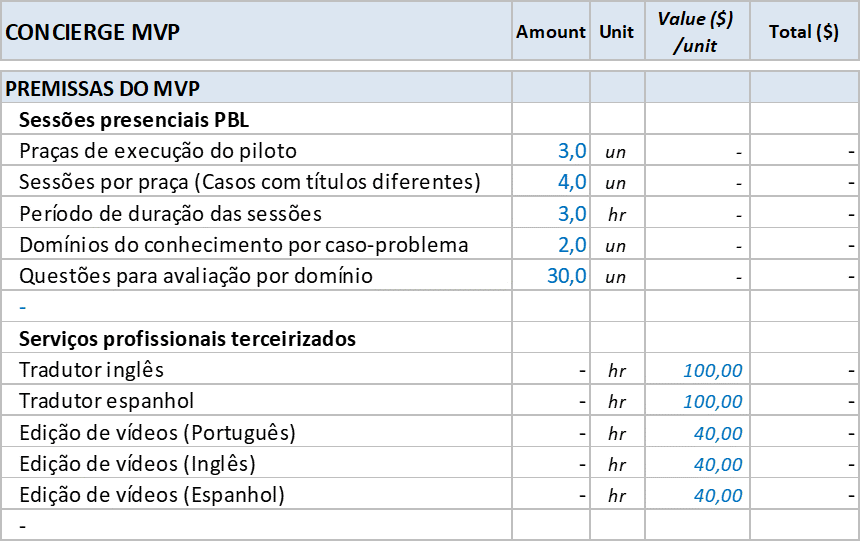 CONCIERGE MVP Amount Unit Value ($) /unit Total ($)
PREMISSAS DO MVP
Sessões presenciais PBL
Praças de execução do piloto 3,0 un - -
Sessões por praça (Casos com títulos diferentes) 4,0 un - -
Período de duração das sessões 3,0 hr - -
Domínios do conhecimento por caso-problema 2,0 un - -
Questões para avaliação por domínio 30,0 un - -
-
Serviços profissionais terceirizados
Tradutor inglês - hr 100,00 -
Tradutor espanhol - hr 100,00 -
Edição de vídeos (Português) - hr 40,00 -
Edição de vídeos (Inglês) - hr 40,00 -
Edição de vídeos (Espanhol) - hr 40,00 -
-